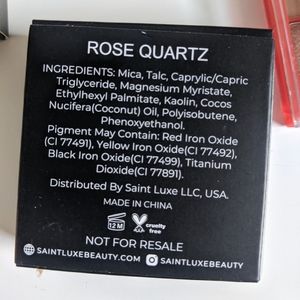 ROSE QUARTZ
INGREDIENTS: Mica, Talc, Caprylic/Capric
Triglyceride, Magnesium Myristate,
Ethylhexyl Palmitate, Kaolin, Cocos
Nucifera(Coconut) Oil, Polyisobutene,
Phenoxyethanol.
Pigment May Contain: Red Iron Oxide
(CI 77491), Yellow Iron Oxide(CI 77492),
Black Iron Oxide(CI 77499), Titanium
Dioxide(CI 77891).
Distributed By Saint Luxe LLC, USA.
MADE IN CHINA
12 M
cruelty
free
NOT FOR RESALE
SAINTLUXEBEAUTY.COM SAINTLUXEBEAUTY